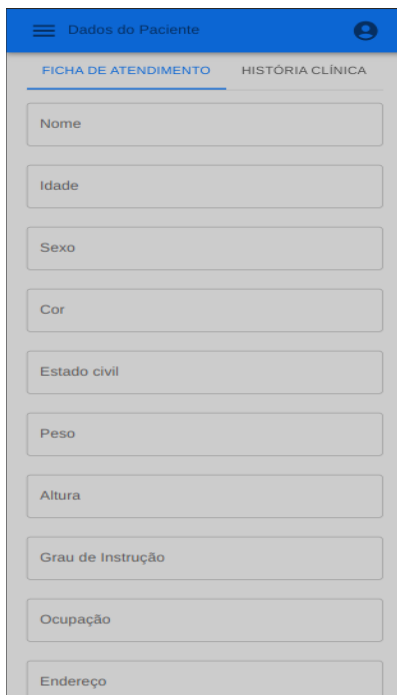 Dados do Paciente
FICHA DE ATENDIMENTO HISTÓRIA CLÍNICA
Nome
Idade
Sexo
Cor
Estado civil
Peso
Altura
Grau de Instrução
Ocupação
Endereço